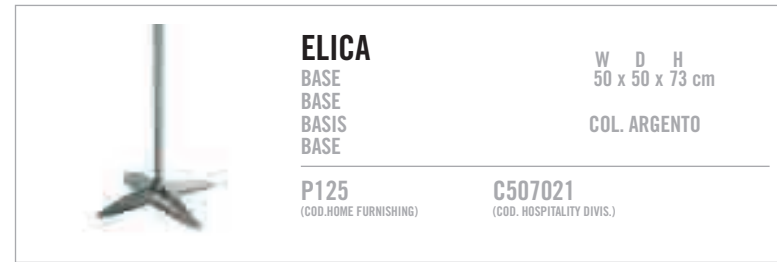 ELICA
BASE
BASE
BASIS
BASE
W D H
50 x 50 x 73 cm
COL. ARGENTO
P125
(COD.HOME FURNISHING)
C507021
(COD. HOSPITALITY DIVIS.)